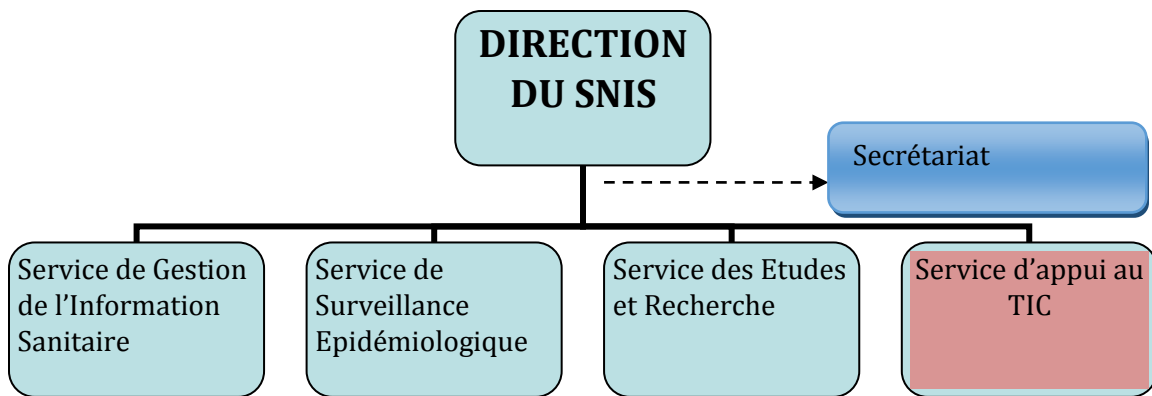 DIRECTION
DU SNIS
Secrétariat
Service de Gestion
de l’Information
Sanitaire
Service de
Surveillance
Epidémiologique
Service des Etudes
et Recherche
Service d’appui au
TIC